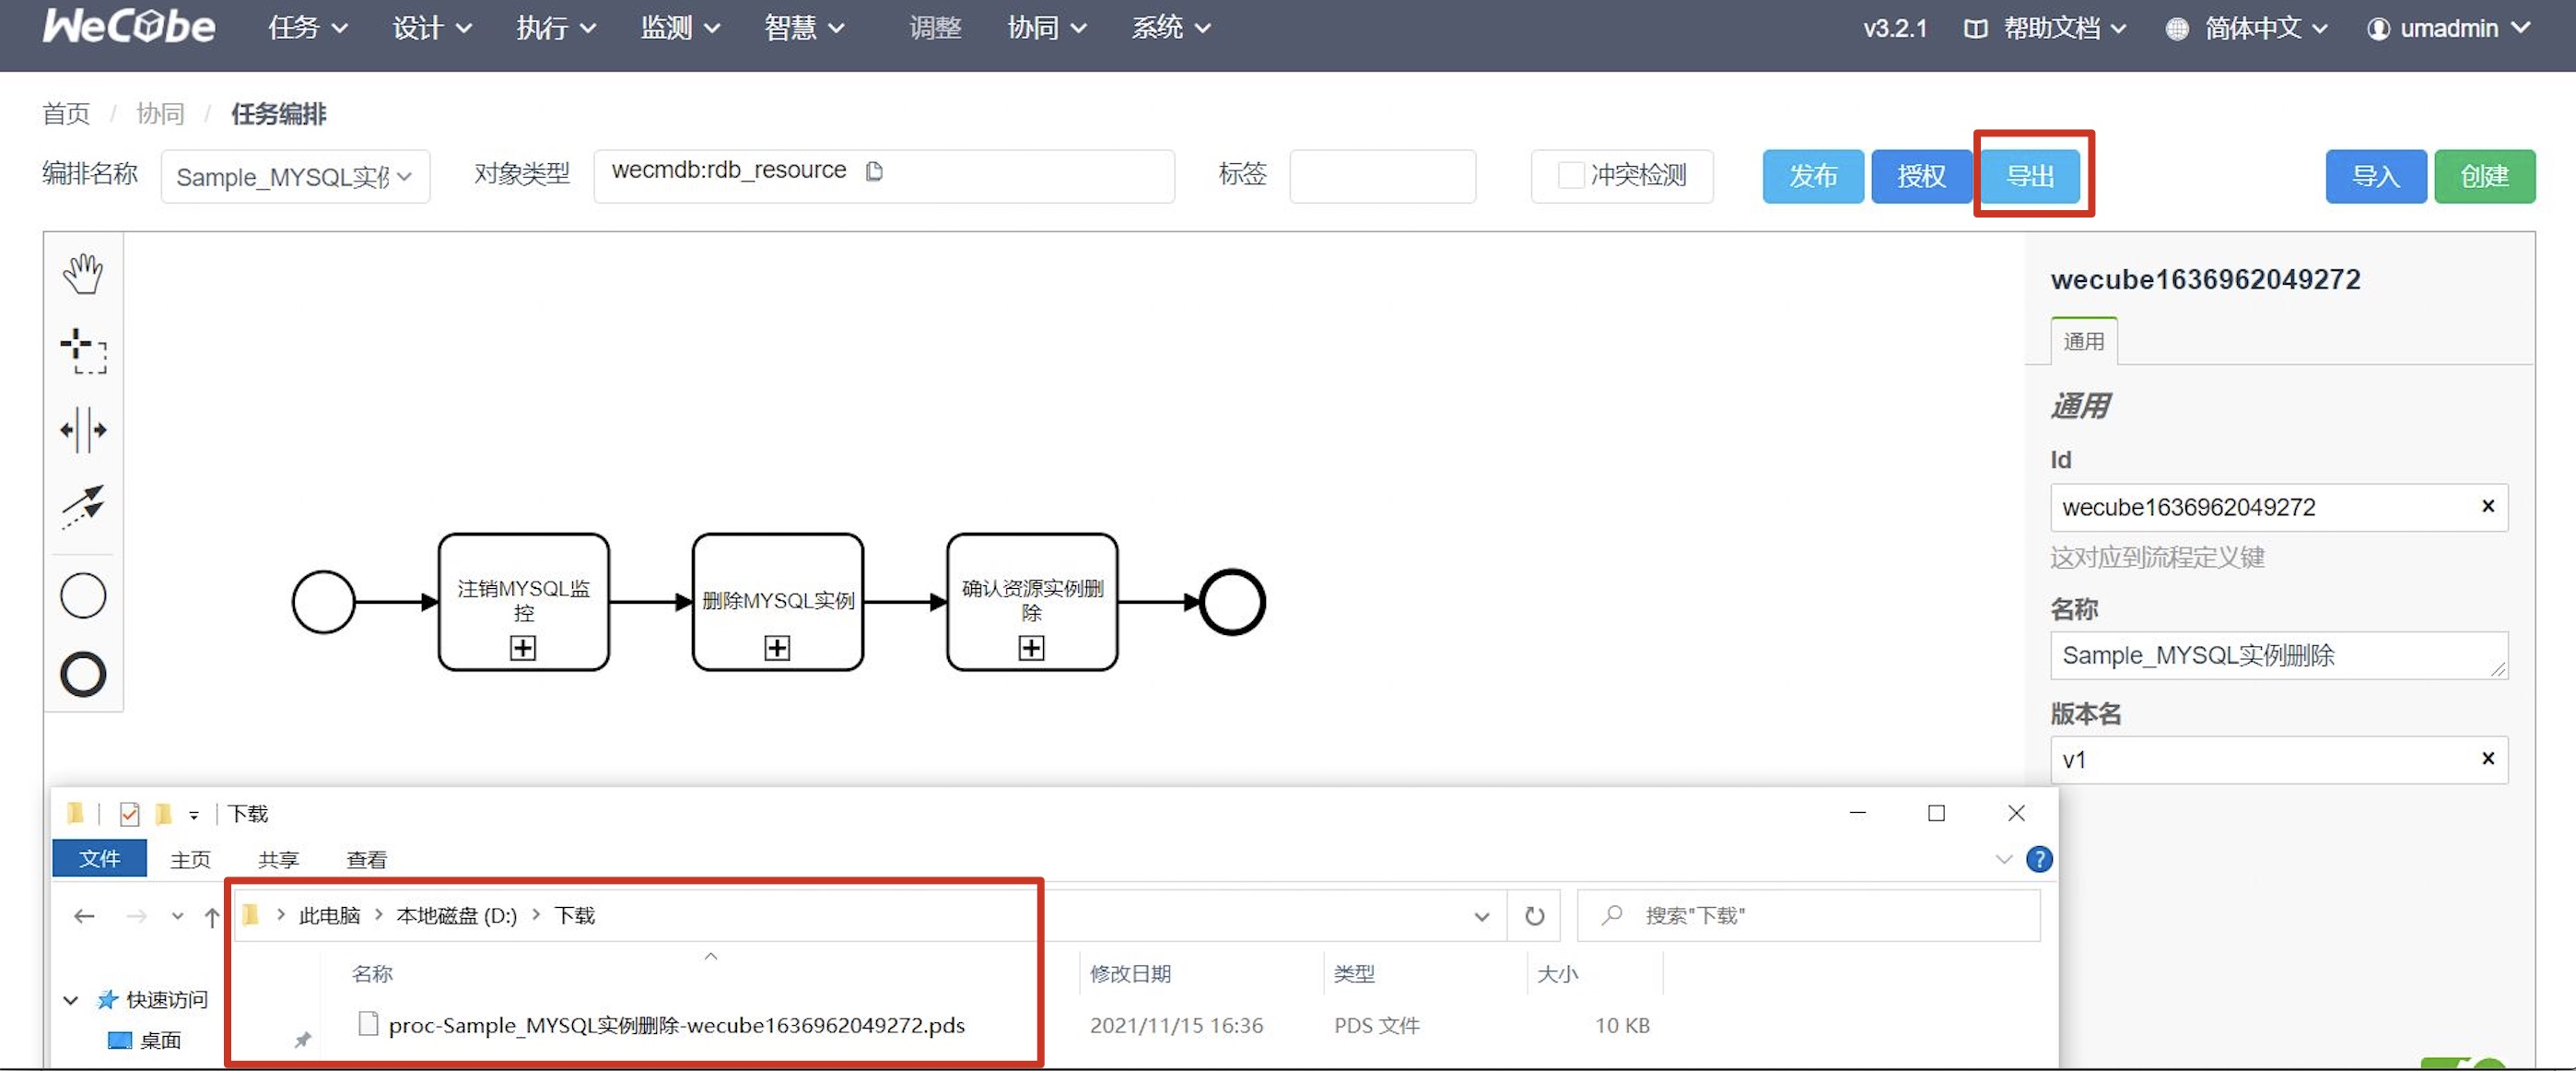 WeCube 任务 设计 执行 监测 智慧 调整 协同 系统 v3.2.1 帮助文档 简体中文 umadmin
首页 / 协同 / 任务编排
编排名称 Sample_MYSQL实例 对象类型 wecmdb:rdb_resource 标签 冲突检测 发布 授权 导出 导入 创建
wecube1636962049272
通用
通用
Id
wecube1636962049272
这对应到流程定义键
名称
Sample_MYSQL实例删除
版本名
v1
注销MYSQL监
控
删除MYSQL实例
确认资源实例删
除
下载
文件 主页 共享 查看
此电脑 > 本地磁盘 (D:) > 下载 搜索"下载"
名称 修改日期 类型 大小
快速访问
proc-Sample_MYSQL实例删除-wecube1636962049272.pds 2021/11/15 16:36 PDS 文件 10 KB
桌面